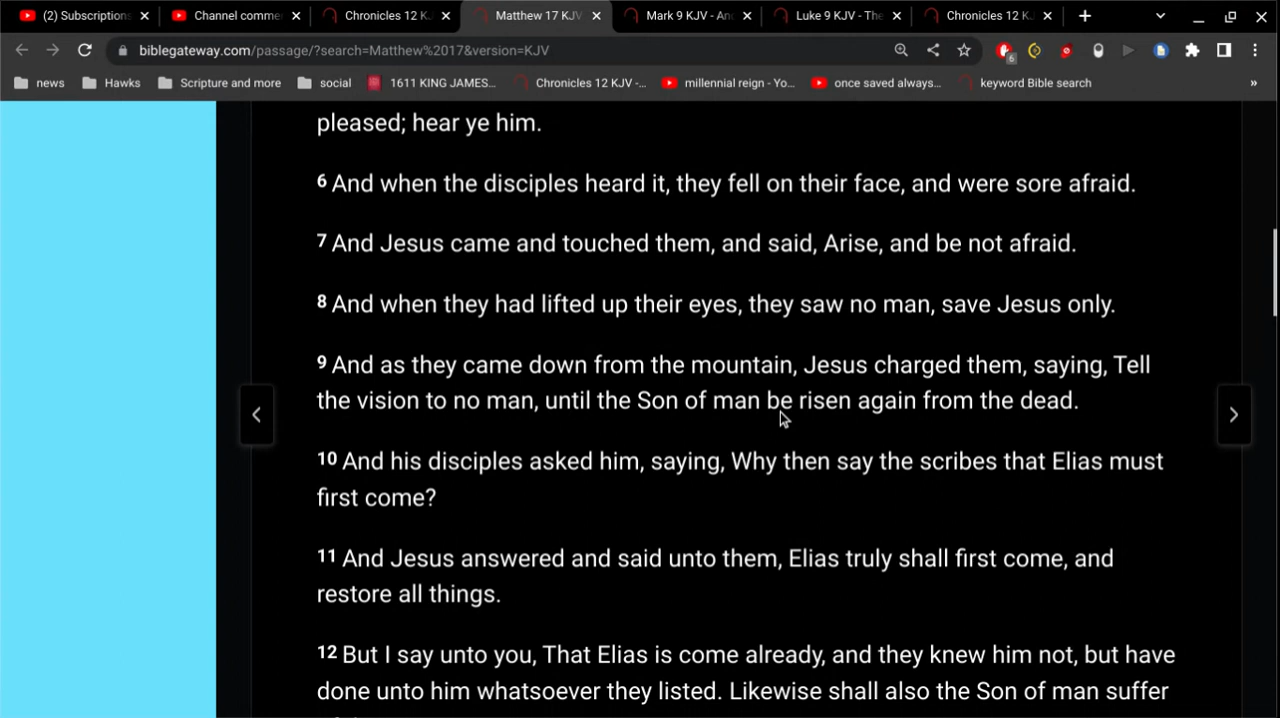 (2) Subscriptions
Channel comme
Chronicles 12 K
Matthew 17 KJV
Mark 9 KJV - An
Luke 9 KJV - The
Chronicles 12 K
biblegateway.com/passage/?search=Matthew%2017&version=KJV
6
news
Hawks
Scripture and more
social
1611 KING JAMES...
Chronicles 12 KJV -...
millennial reign - Yo...
once saved always...
keyword Bible search
»
pleased; hear ye him.
6 And when the disciples heard it, they fell on their face, and were sore afraid.
7 And Jesus came and touched them, and said, Arise, and be not afraid.
8 And when they had lifted up their eyes, they saw no man, save Jesus only.
9 And as they came down from the mountain, Jesus charged them, saying, Tell
the vision to no man, until the Son of man be risen again from the dead.
10 And his disciples asked him, saying, Why then say the scribes that Elias must
first come?
11 And Jesus answered and said unto them, Elias truly shall first come, and
restore all things.
12 But I say unto you, That Elias is come already, and they knew him not, but have
done unto him whatsoever they listed. Likewise shall also the Son of man suffer